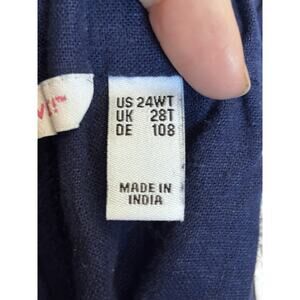 US 24WT
UK 28T
DE 108
MADE IN
INDIA